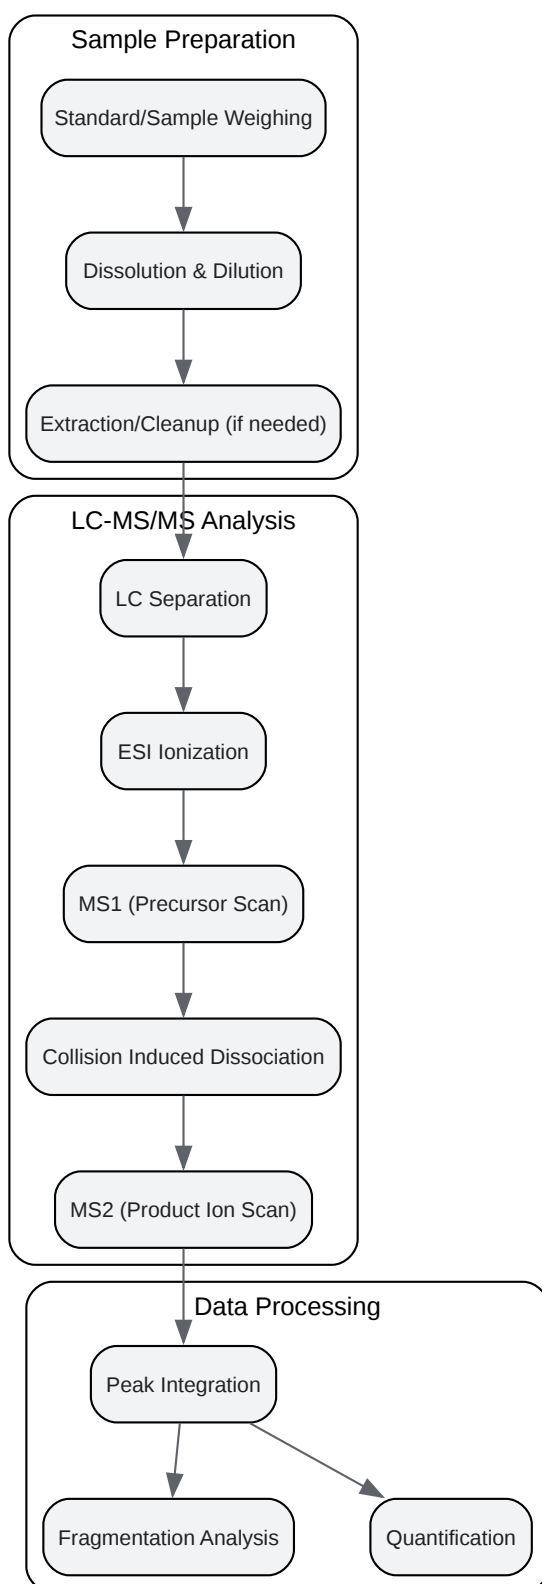 Sample Preparation
Standard/Sample Weighing
Dissolution & Dilution
Extraction/Cleanup (if needed)
LC-MS/MS Analysis
LC Separation
ESI Ionization
MS1 (Precursor Scan)
Collision Induced Dissociation
MS2 (Product Ion Scan)
Data Processing
Peak Integration
Fragmentation Analysis
Quantification